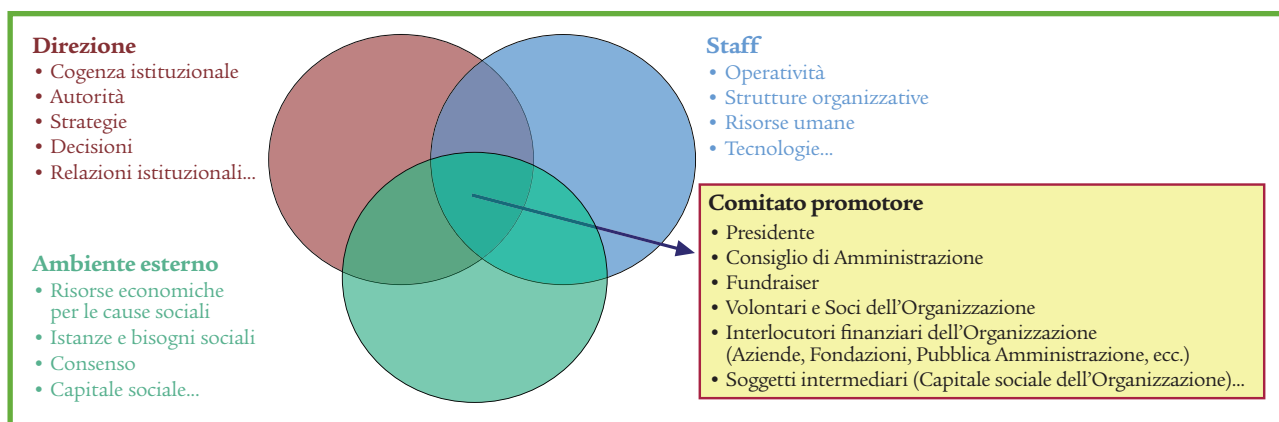 Direzione
• Cogenza istituzionale
• Autorità
• Strategie
• Decisioni
• Relazioni istituzionali...
Staff
• Operatività
• Strutture organizzative
• Risorse umane
• Tecnologie...
Ambiente esterno
• Risorse economiche
per le cause sociali
• Istanze e bisogni sociali
• Consenso
• Capitale sociale...
Comitato promotore
• Presidente
• Consiglio di Amministrazione
• Fundraiser
• Volontari e Soci dell’Organizzazione
• Interlocutori finanziari dell’Organizzazione
(Aziende, Fondazioni, Pubblica Amministrazione, ecc.)
• Soggetti intermediari (Capitale sociale dell’Organizzazione)...